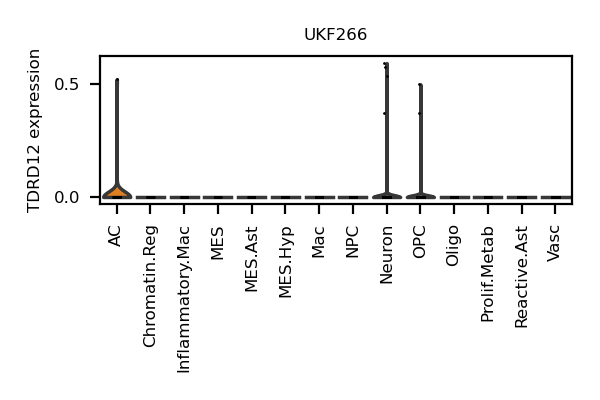 UKF266
TDRD12 expression
0.5
0.0
AC
Chromatin.Reg
Inflammatory.Mac
MES
MES.Ast
MES.Hyp
Mac
NPC
Neuron
OPC
Oligo
Prolif.Metab
Reactive.Ast
Vasc